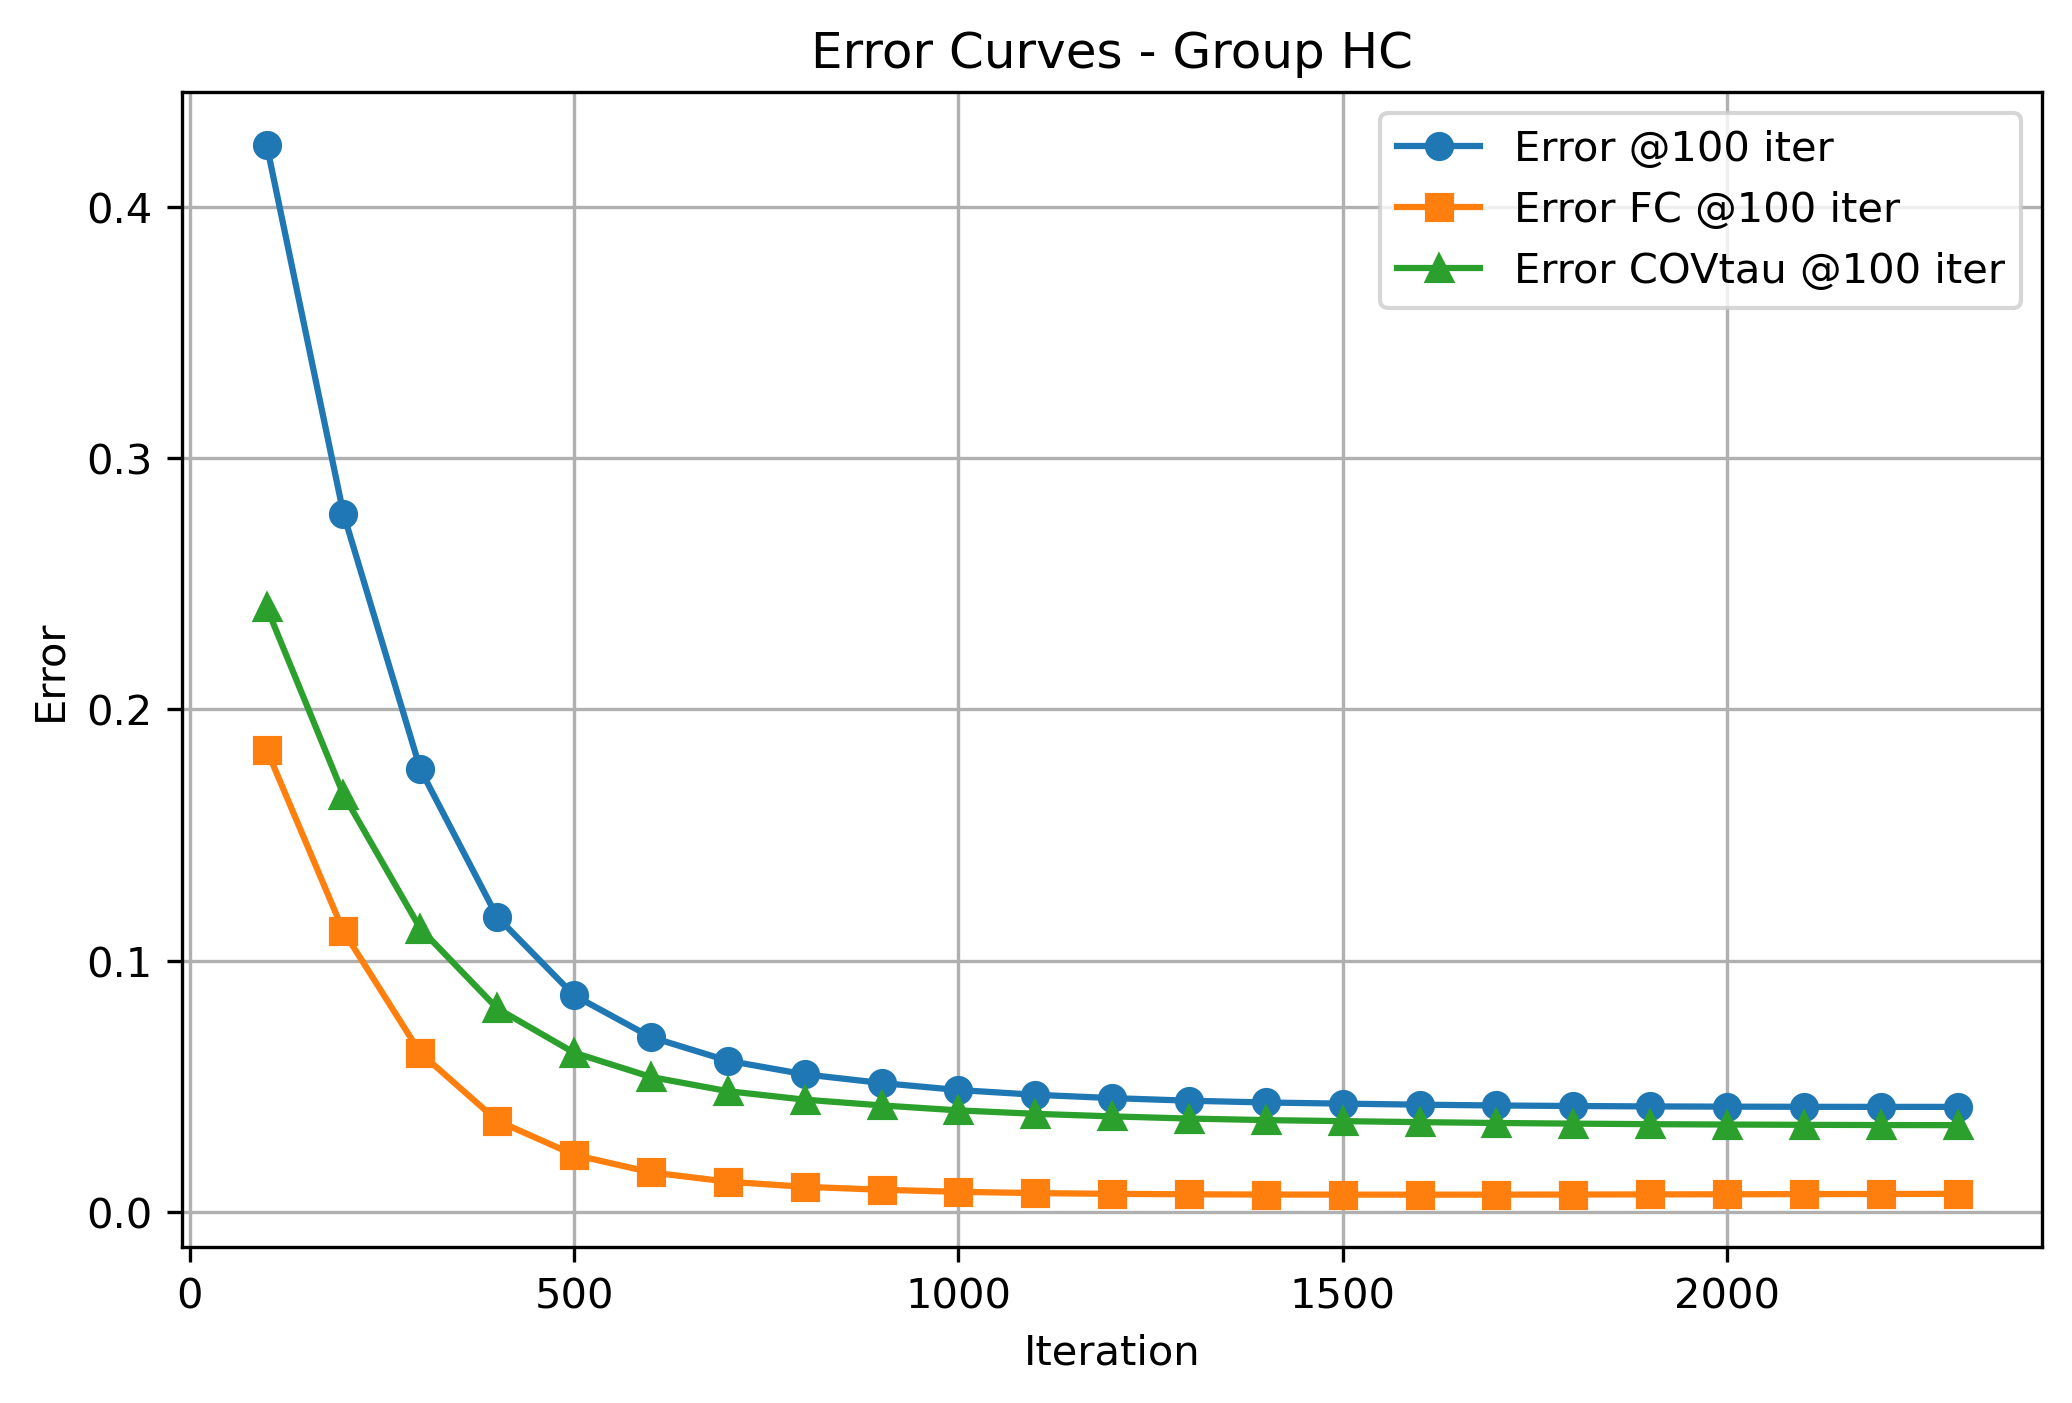 Error Curves - Group HC
Error @100 iter
Error FC @100 iter
Error COVtau @100 iter
0.4
0.3
0.2
0.1
0.0
Error
0 500 1000 1500 2000
Iteration